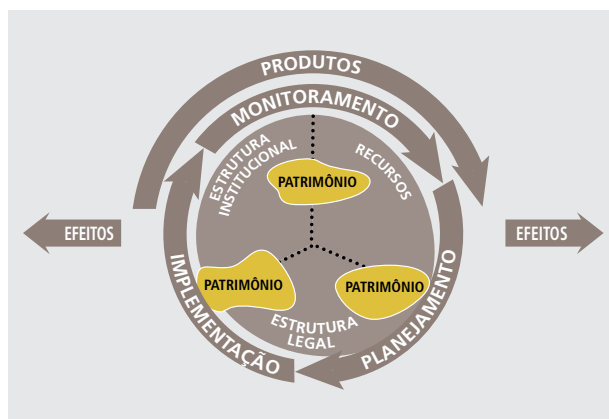 PRODUTOS
MONITORAMENTO
ESTRUTURA
INSTITUCIONAL
RECURSOS
PATRIMÔNIO
EFEITOS
EFEITOS
IMPLEMENTAÇÃO
PATRIMÔNIO
PATRIMÔNIO
PLANEJAMENTO
ESTRUTURA
LEGAL